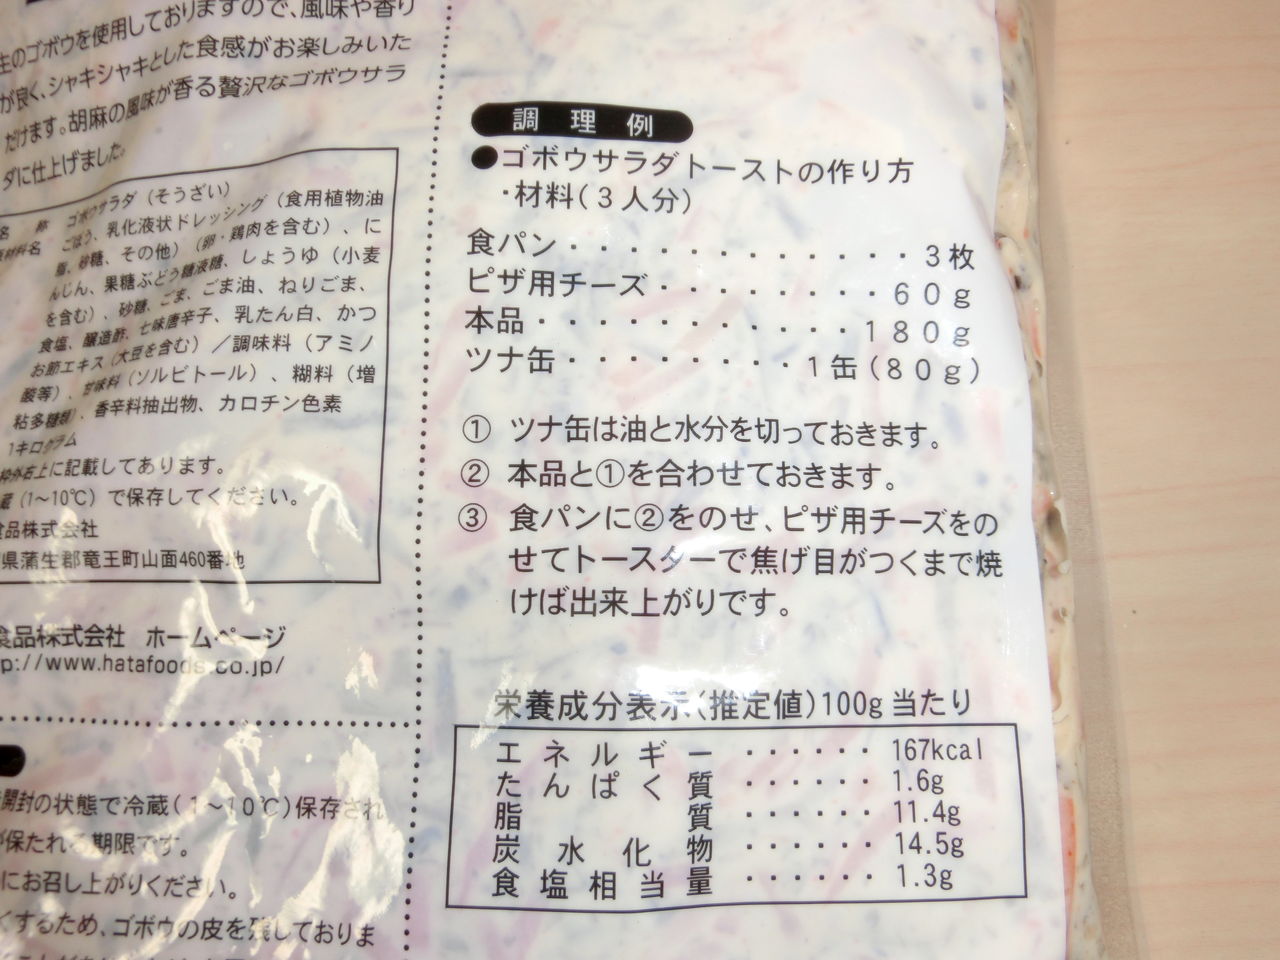 生のゴボウを使用しておりますので、風味や香り
が良く、シャキシャキとした食感がお楽しみいた
だけます。胡麻の風味が香る贅沢なゴボウサラ
ダに仕上げました。
名 称 ゴボウサラダ(そうざい)
原材料名 ごぼう、乳化液状ドレッシング(食用植物油
脂、砂糖、その他)(卵・鶏肉を含む)、に
んじん、果糖ぶどう糖液糖、しょうゆ(小麦
を含む)、砂糖、ごま、ごま油、ねりごま、
食塩、醸造酢、七味唐辛子、乳たん白、かつ
お節エキス(大豆を含む)/調味料(アミノ
酸等)、甘味料(ソルビトール)、糊料(増
粘多糖類)、香辛料抽出物、カロチン色素
1キログラム
枠外右上に記載してあります。
蔵(1〜10℃)で保存してください。
食品株式会社
県蒲生郡竜王町山面460番地
食品株式会社 ホームページ
p://www.hatafoods.co.jp/
開封の状態で冷蔵(1〜10℃)保存され
が保たれる期限です。
にお召し上がりください。
くするため、ゴボウの皮を残しておりま
調理例
●ゴボウサラダトーストの作り方
・材料(3人分)
食パン・・・・・・・・・・・・3枚
ピザ用チーズ・・・・・・・・60g
本品・・・・・・・・・・・180g
ツナ缶・・・・・・・・1缶(80g)
① ツナ缶は油と水分を切っておきます。
② 本品と①を合わせておきます。
③ 食パンに②をのせ、ピザ用チーズをの
せてトースターで焦げ目がつくまで焼
けば出来上がりです。
栄養成分表示(推定値)100g当たり
エネルギー ・・・・・・ 167kcal
たんぱく質 ・・・・・・ 1.6g
脂質 ・・・・・・ 11.4g
炭水化物 ・・・・・・ 14.5g
食塩相当量 ・・・・・・ 1.3g